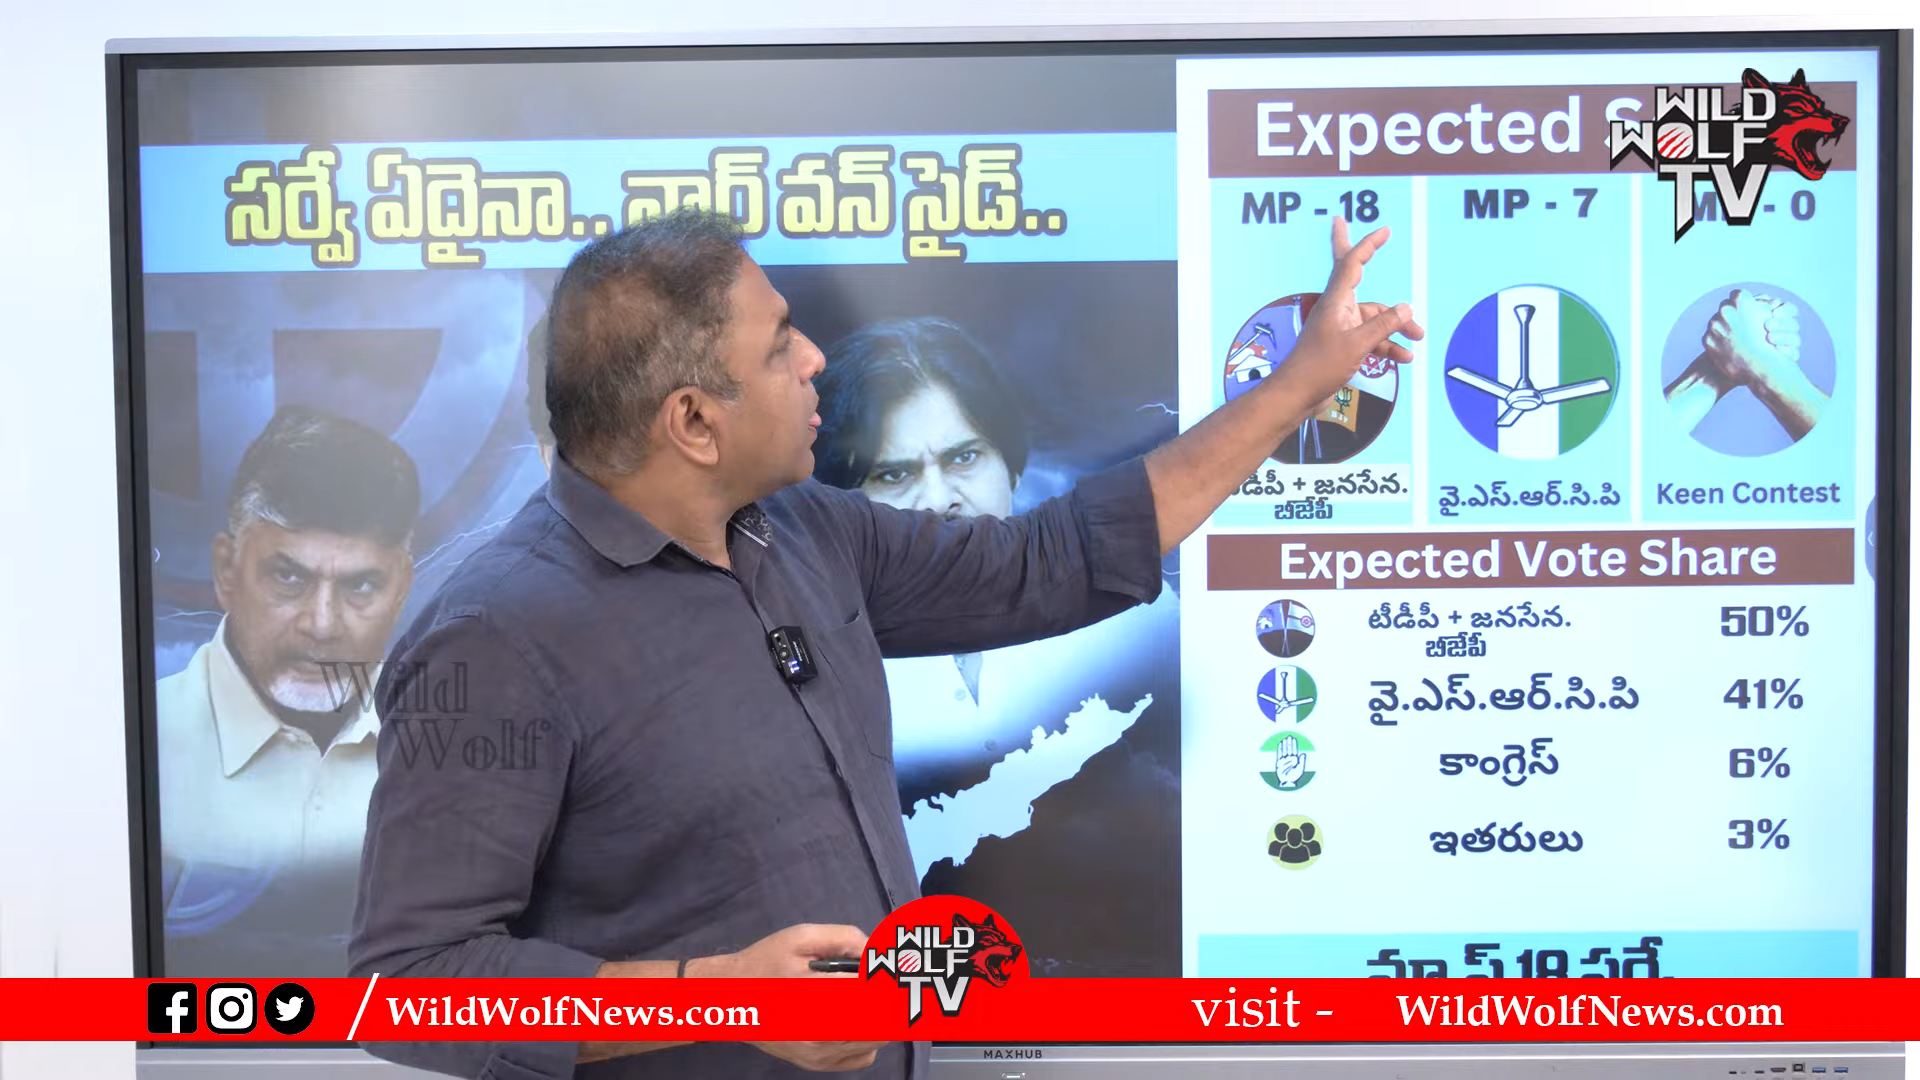 సర్వే ఏదైనా.. వార్ వన్ సైడ్..
Expected
MP - 18
MP - 7
- 0
WILD
WOLF
TV
+ జనసేన.
బీజేపీ
వై.ఎస్.ఆర్.సి.పి
Keen Contest
Expected Vote Share
టీడీపీ + జనసేన.
బీజేపీ
50%
వై.ఎస్.ఆర్.సి.పి
41%
కాంగ్రెస్
6%
ఇతరులు
3%
Wild
Wolf
WILD
WOLF
TV
WildWolfNews.com
visit -
WildWolfNews.com
MAXHUB